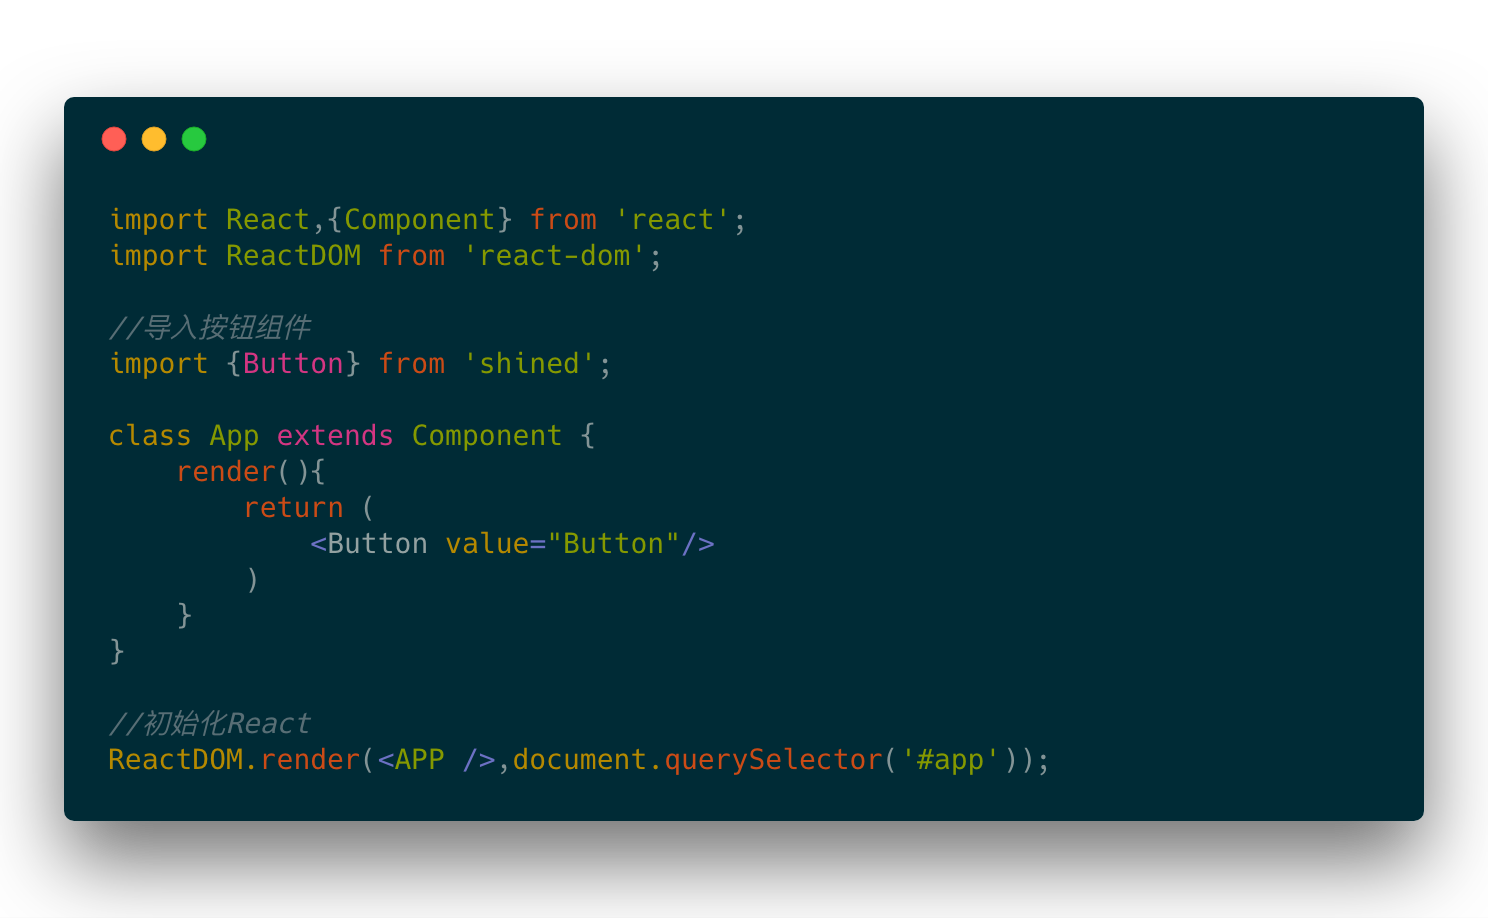 import React,{Component} from 'react';
import ReactDOM from 'react-dom';
//导入按钮组件
import {Button} from 'shined';
class App extends Component {
render(){
return (
<Button value="Button"/>
)
}
}
//初始化React
ReactDOM.render(<APP />,document.querySelector('#app'));